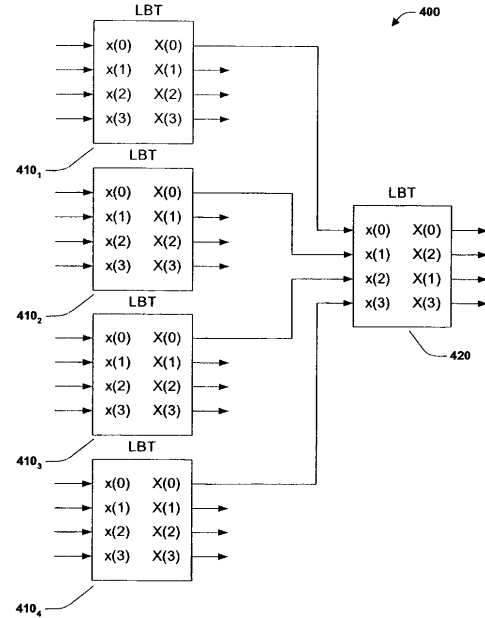 LBT
400
x(0) X(0)
x(1) X(1)
x(2) X(2)
x(3) X(3)
410₁
LBT
x(0) X(0)
x(1) X(1)
x(2) X(2)
x(3) X(3)
410₂
LBT
x(0) X(0)
x(1) X(2)
x(2) X(1)
x(3) X(3)
420
LBT
x(0) X(0)
x(1) X(1)
x(2) X(2)
x(3) X(3)
410₃
LBT
x(0) X(0)
x(1) X(1)
x(2) X(2)
x(3) X(3)
410₄